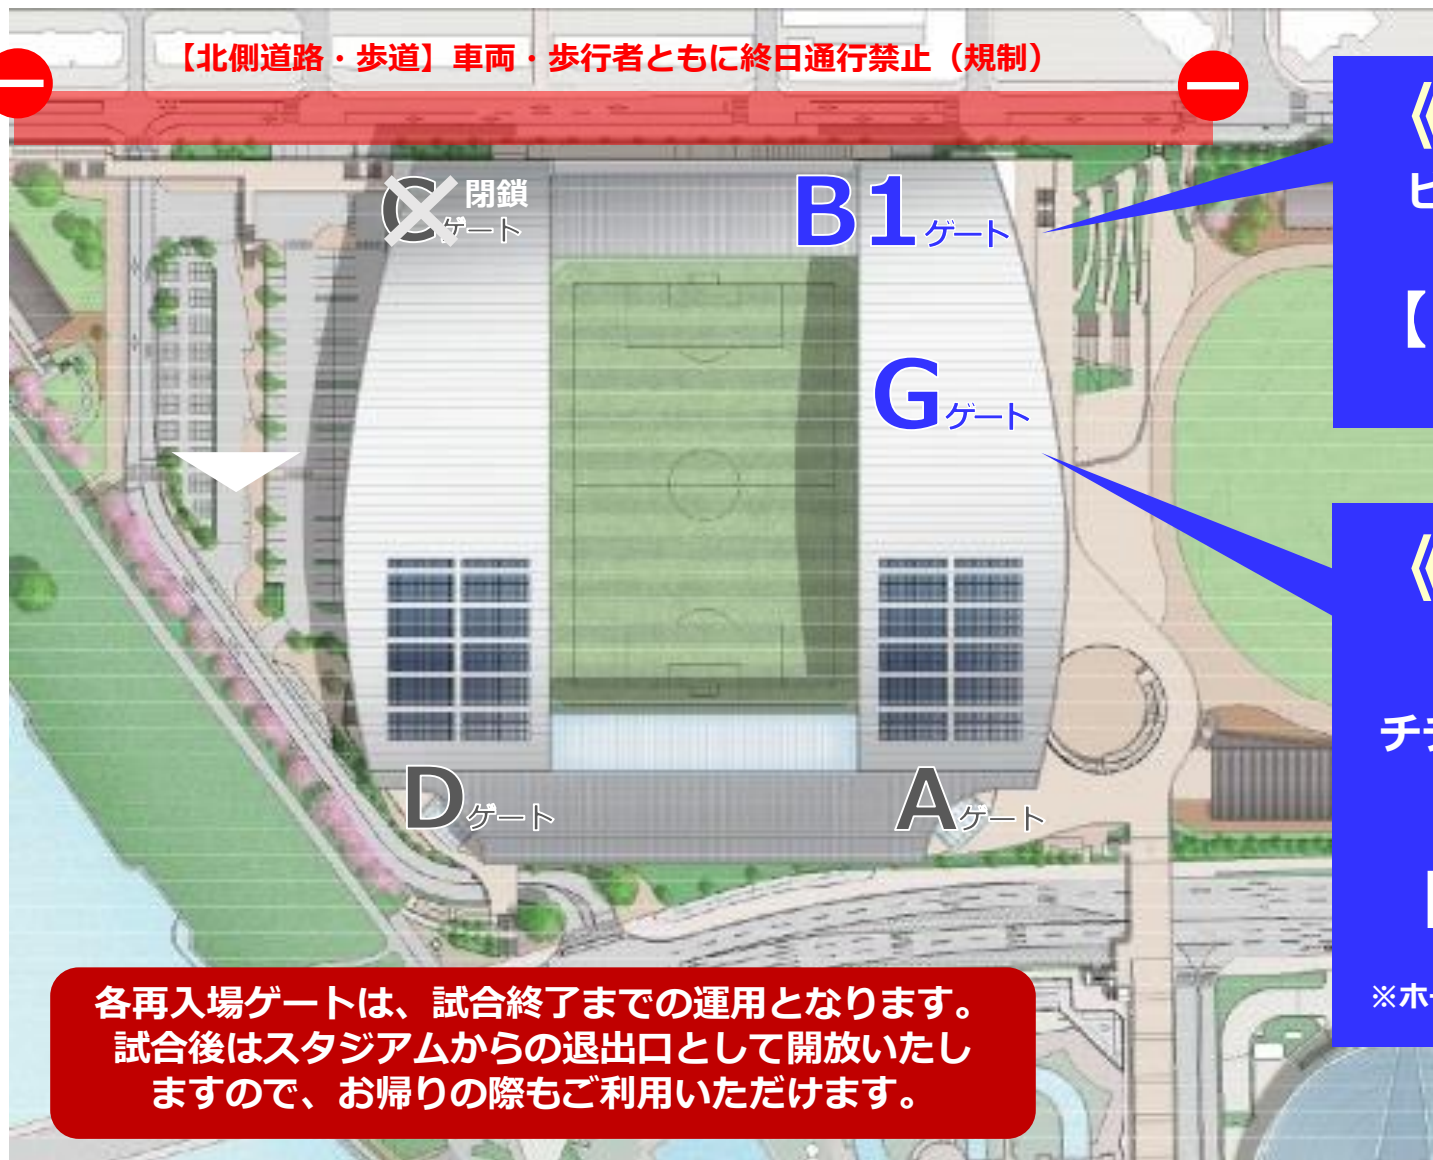 【北側道路・歩道】車両・歩行者ともに終日通行禁止（規制）
C 閉鎖
ゲート
B1ゲート
《
ビ
【
Gゲート
《
チ
Dゲート
Aゲート
※ホ
各再入場ゲートは、試合終了までの運用となります。
試合後はスタジアムからの退出口として開放いたし
ますので、お帰りの際もご利用いただけます。